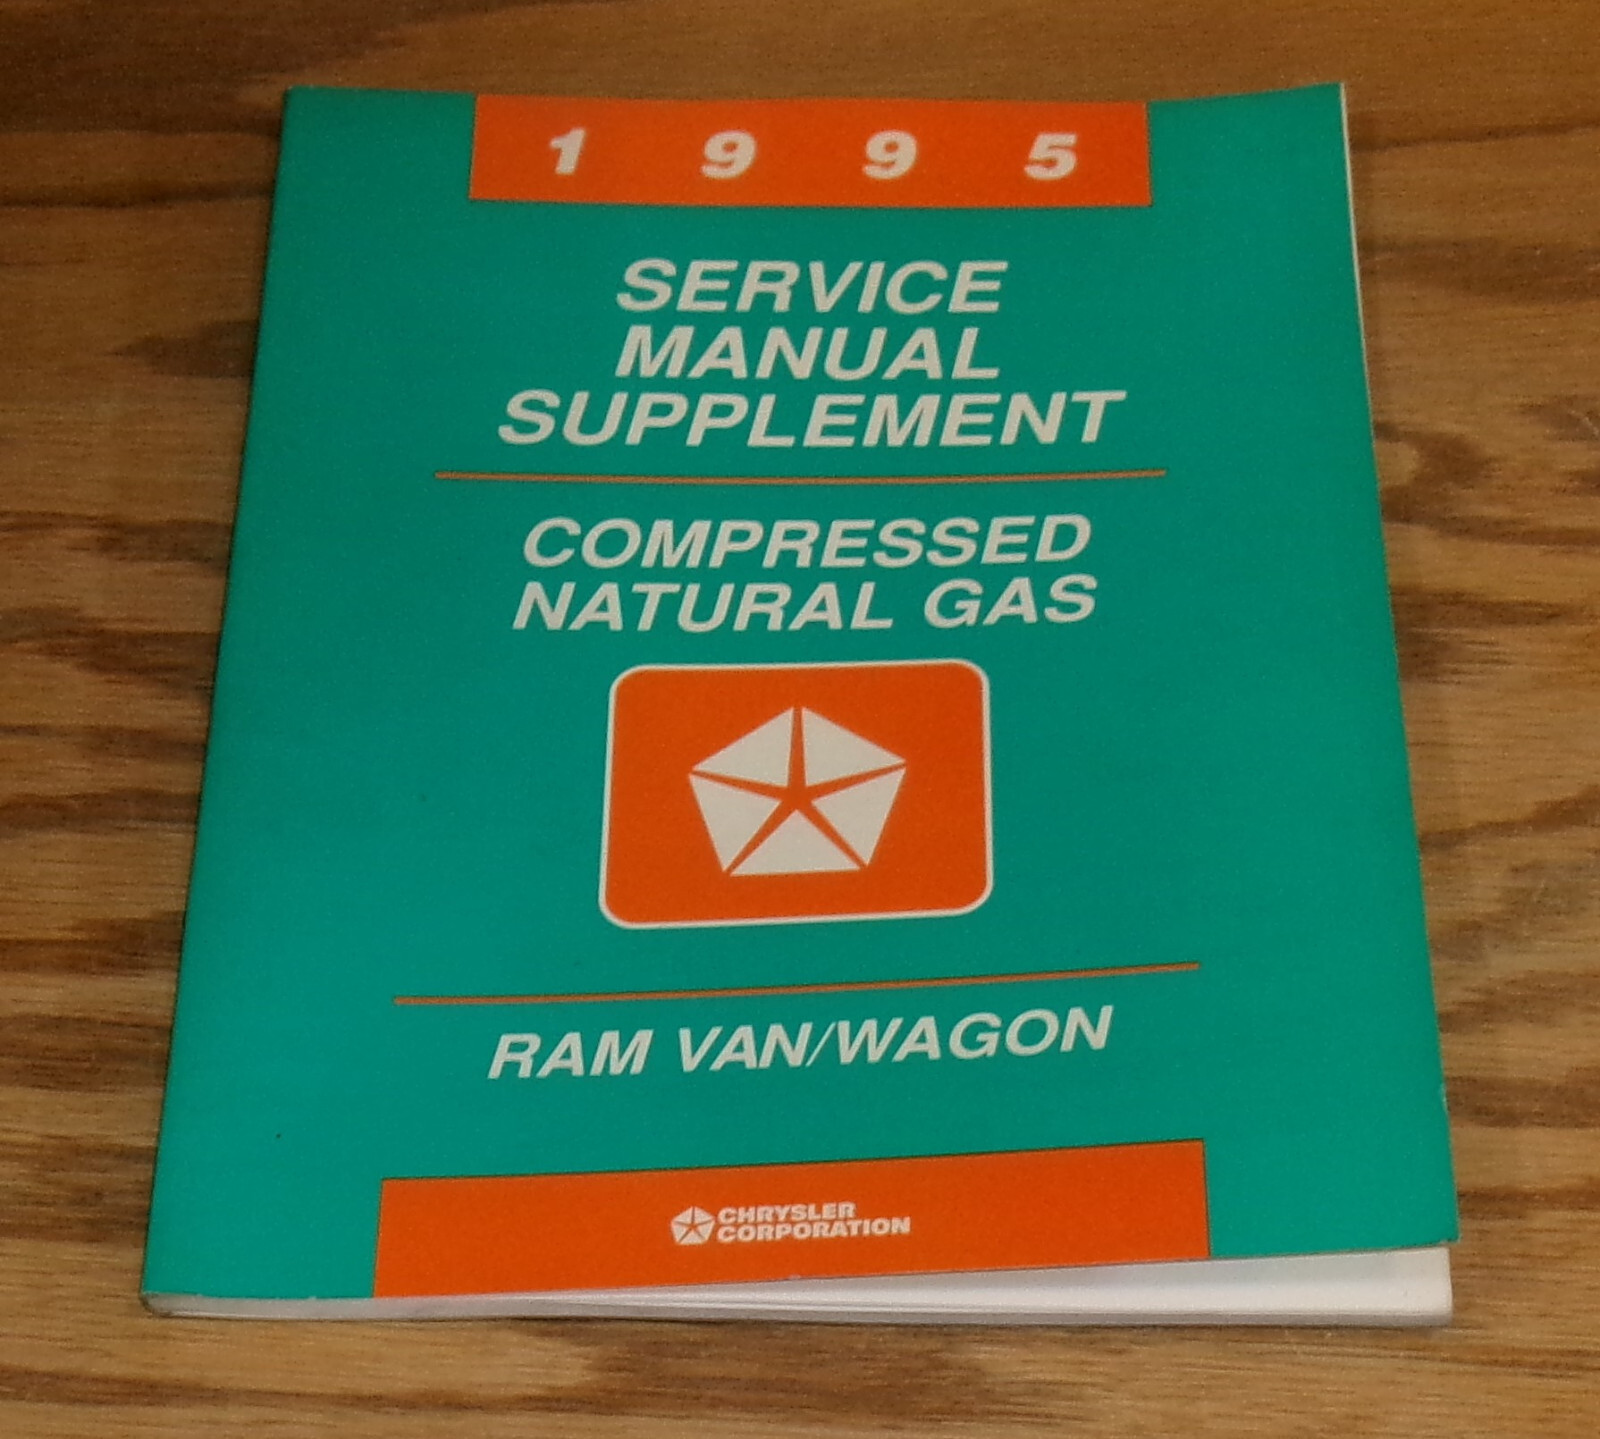 1 9 9 5
SERVICE
MANUAL
SUPPLEMENT
COMPRESSED
NATURAL GAS
RAM VAN/WAGON
CHRYSLER
CORPORATION